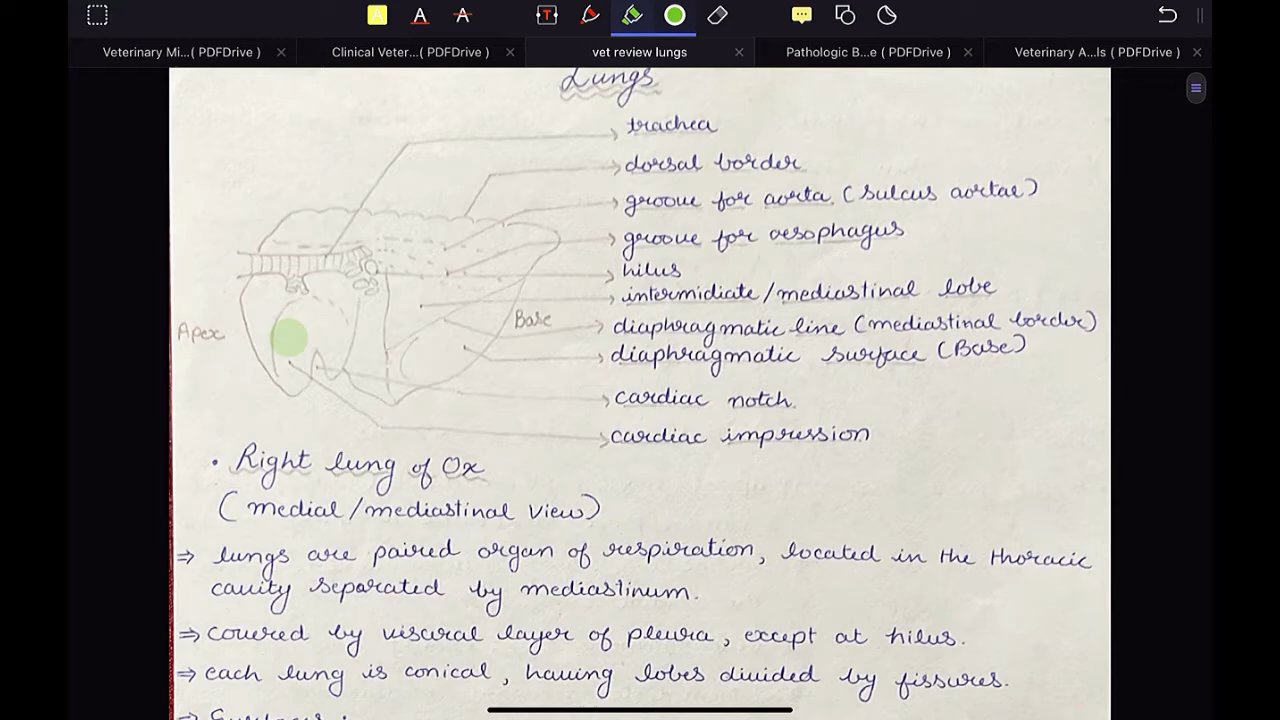 A A A T
Veterinary Mi...( PDFDrive ) × Clinical Veter...( PDFDrive ) × vet review lungs × Pathologic B...e ( PDFDrive ) × Veterinary A...ls ( PDFDrive ) ×
Lungs
trachea
dorsal border
groove for aorta (sulcus aortae)
groove for oesophagus
hilus
intermidiate/mediastinal lobe
Base
diaphragmatic line (mediastinal border)
Apex
diaphragmatic surface (Base)
cardiac notch.
cardiac impression
• Right lung of Ox
(medial/mediastinal view)
⇒ lungs are paired organ of respiration, located in the thoracic
cavity separated by mediastinum.
⇒ covered by visceral layer of pleura, except at hilus.
⇒ each lung is conical, having lobes divided by fissures.